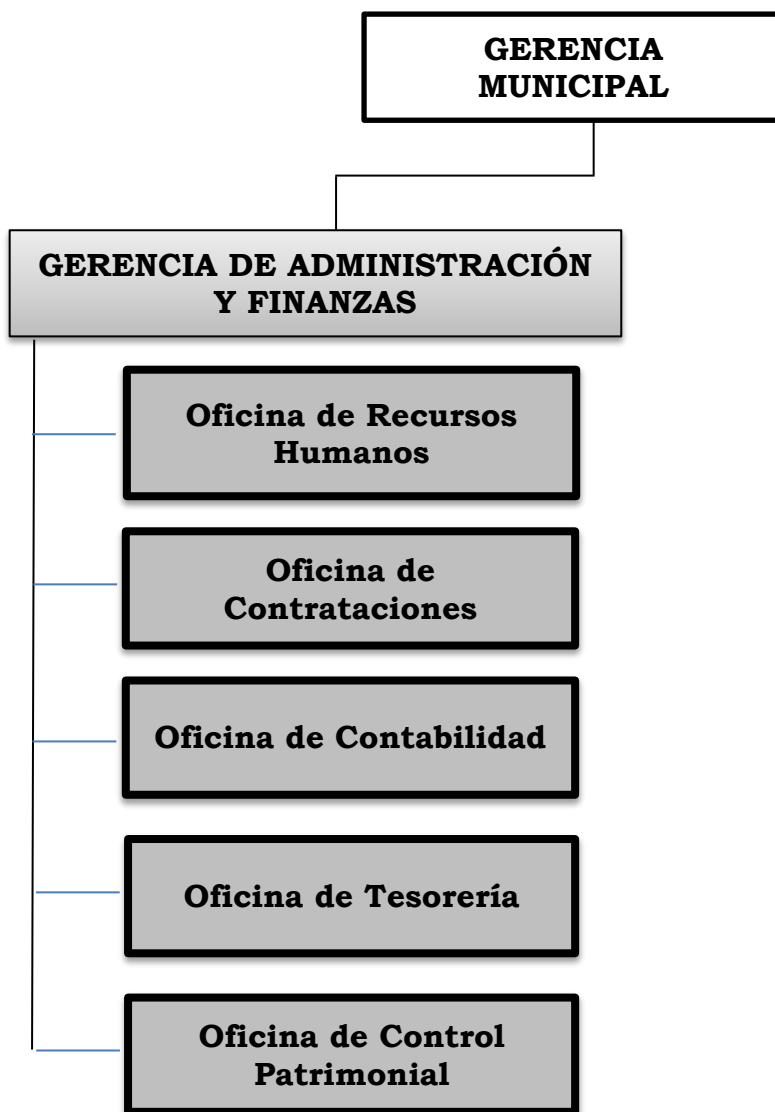 GERENCIA
MUNICIPAL
GERENCIA DE ADMINISTRACIÓN
Y FINANZAS
Oficina de Recursos
Humanos
Oficina de
Contrataciones
Oficina de Contabilidad
Oficina de Tesorería
Oficina de Control
Patrimonial